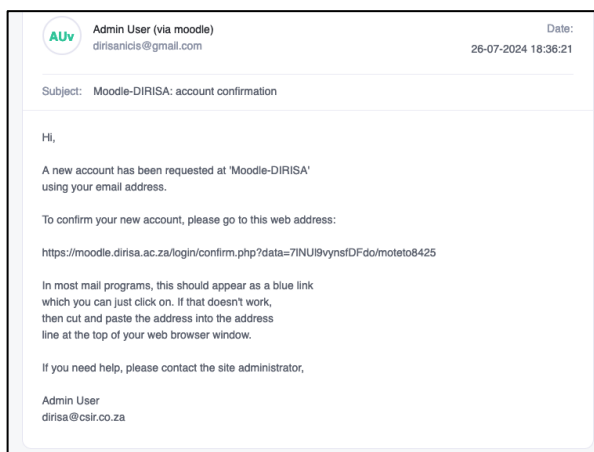 AUv
Admin User (via moodle)
Date:
dirisanicis@gmail.com
26-07-2024 18:36:21
Subject: Moodle-DIRISA: account confirmation
Hi,
A new account has been requested at 'Moodle-DIRISA'
using your email address.
To confirm your new account, please go to this web address:
https://moodle.dirisa.ac.za/login/confirm.php?data=7INUl9vynsfDFdo/moteto8425
In most mail programs, this should appear as a blue link
which you can just click on. If that doesn't work,
then cut and paste the address into the address
line at the top of your web browser window.
If you need help, please contact the site administrator,
Admin User
dirisa@csir.co.za